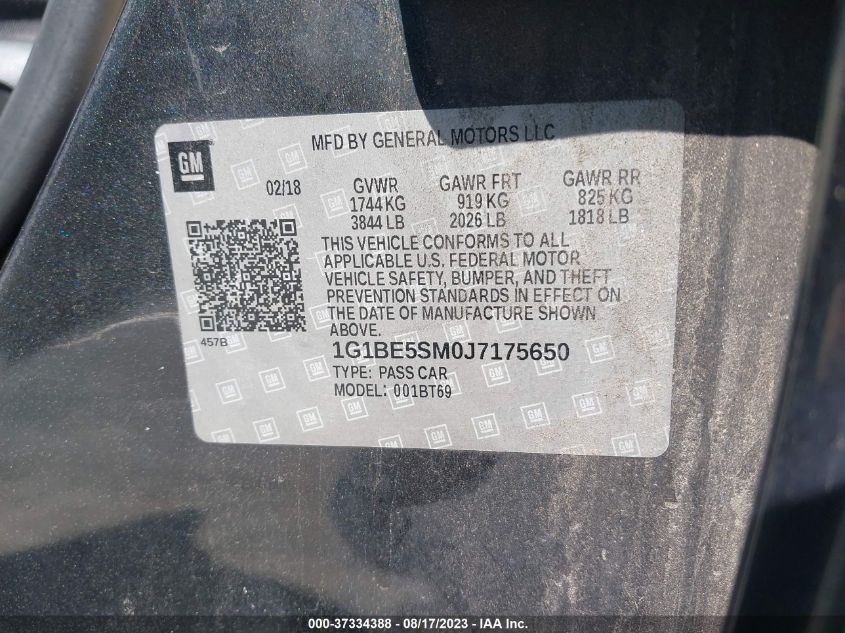 GM
MFD BY GENERAL MOTORS LLC
02/18 GVWR GAWR FRT GAWR RR
1744 KG 919 KG 825 KG
3844 LB 2026 LB 1818 LB
THIS VEHICLE CONFORMS TO ALL
APPLICABLE U.S. FEDERAL MOTOR
VEHICLE SAFETY, BUMPER, AND THEFT
PREVENTION STANDARDS IN EFFECT ON
THE DATE OF MANUFACTURE SHOWN
ABOVE.
457B
1G1BE5SM0J7175650
TYPE: PASS CAR
MODEL: 001BT69
000-37334388 - 08/17/2023 - IAAI.COM